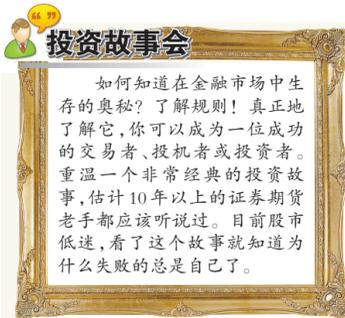 投资故事会
如何知道在金融市场中生
存的奥秘？了解规则！真正地
了解它，你可以成为一位成功
的交易者、投机者或投资者。
重温一个非常经典的投资故
事，估计10年以上的证券期货
老手都应该听说过。目前股市
低迷，看了这个故事就知道为
什么失败的总是自己了。